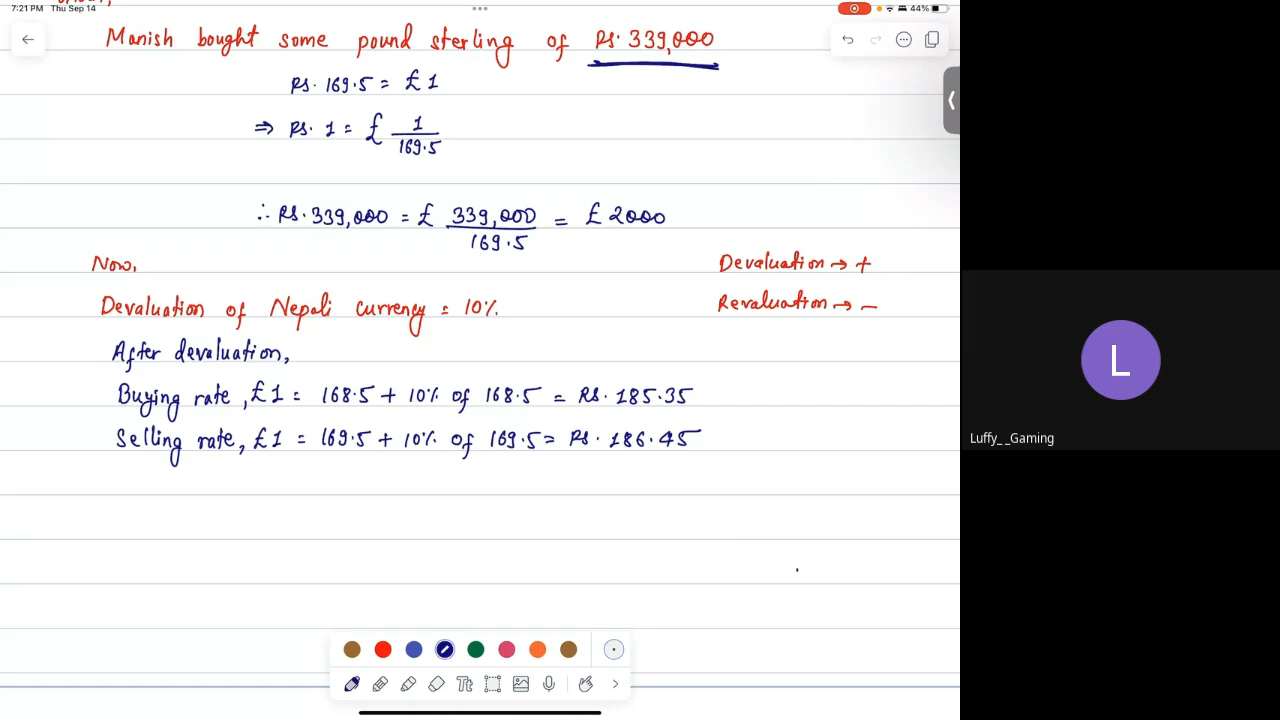 7:21 PM Thu Sep 14
44%
Manish bought some pound sterling of Rs. 339,000
Rs. 169.5 = £1
⇒ Rs. 1 = £ 1/169.5
∴ Rs. 339,000 = £ 339,000/169.5 = £ 2000
Now,
Devaluation → +
Devaluation of Nepali currency = 10%.
Revaluation → −
After devaluation,
Buying rate, £1 = 168.5 + 10% of 168.5 = Rs. 185.35
Selling rate, £1 = 169.5 + 10% of 169.5 = Rs. 186.45
Tt
L
Luffy_ _Gaming